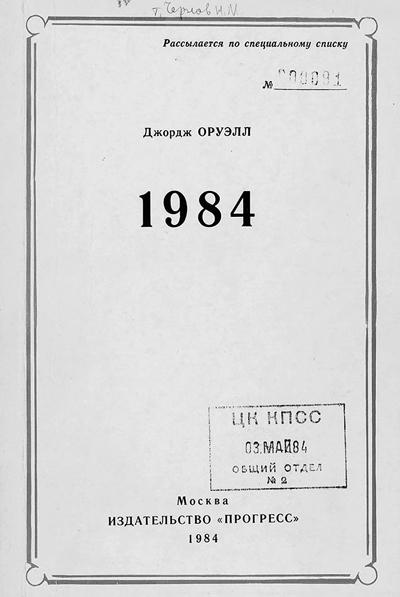 т. Чернов Н.
Рассылается по специальному списку
№ 000091
Джордж ОРУЭЛЛ
1984
ЦК КПСС
03.МАЙ84
ОБЩИЙ ОТДЕЛ
№ 2
Москва
ИЗДАТЕЛЬСТВО «ПРОГРЕСС»
1984